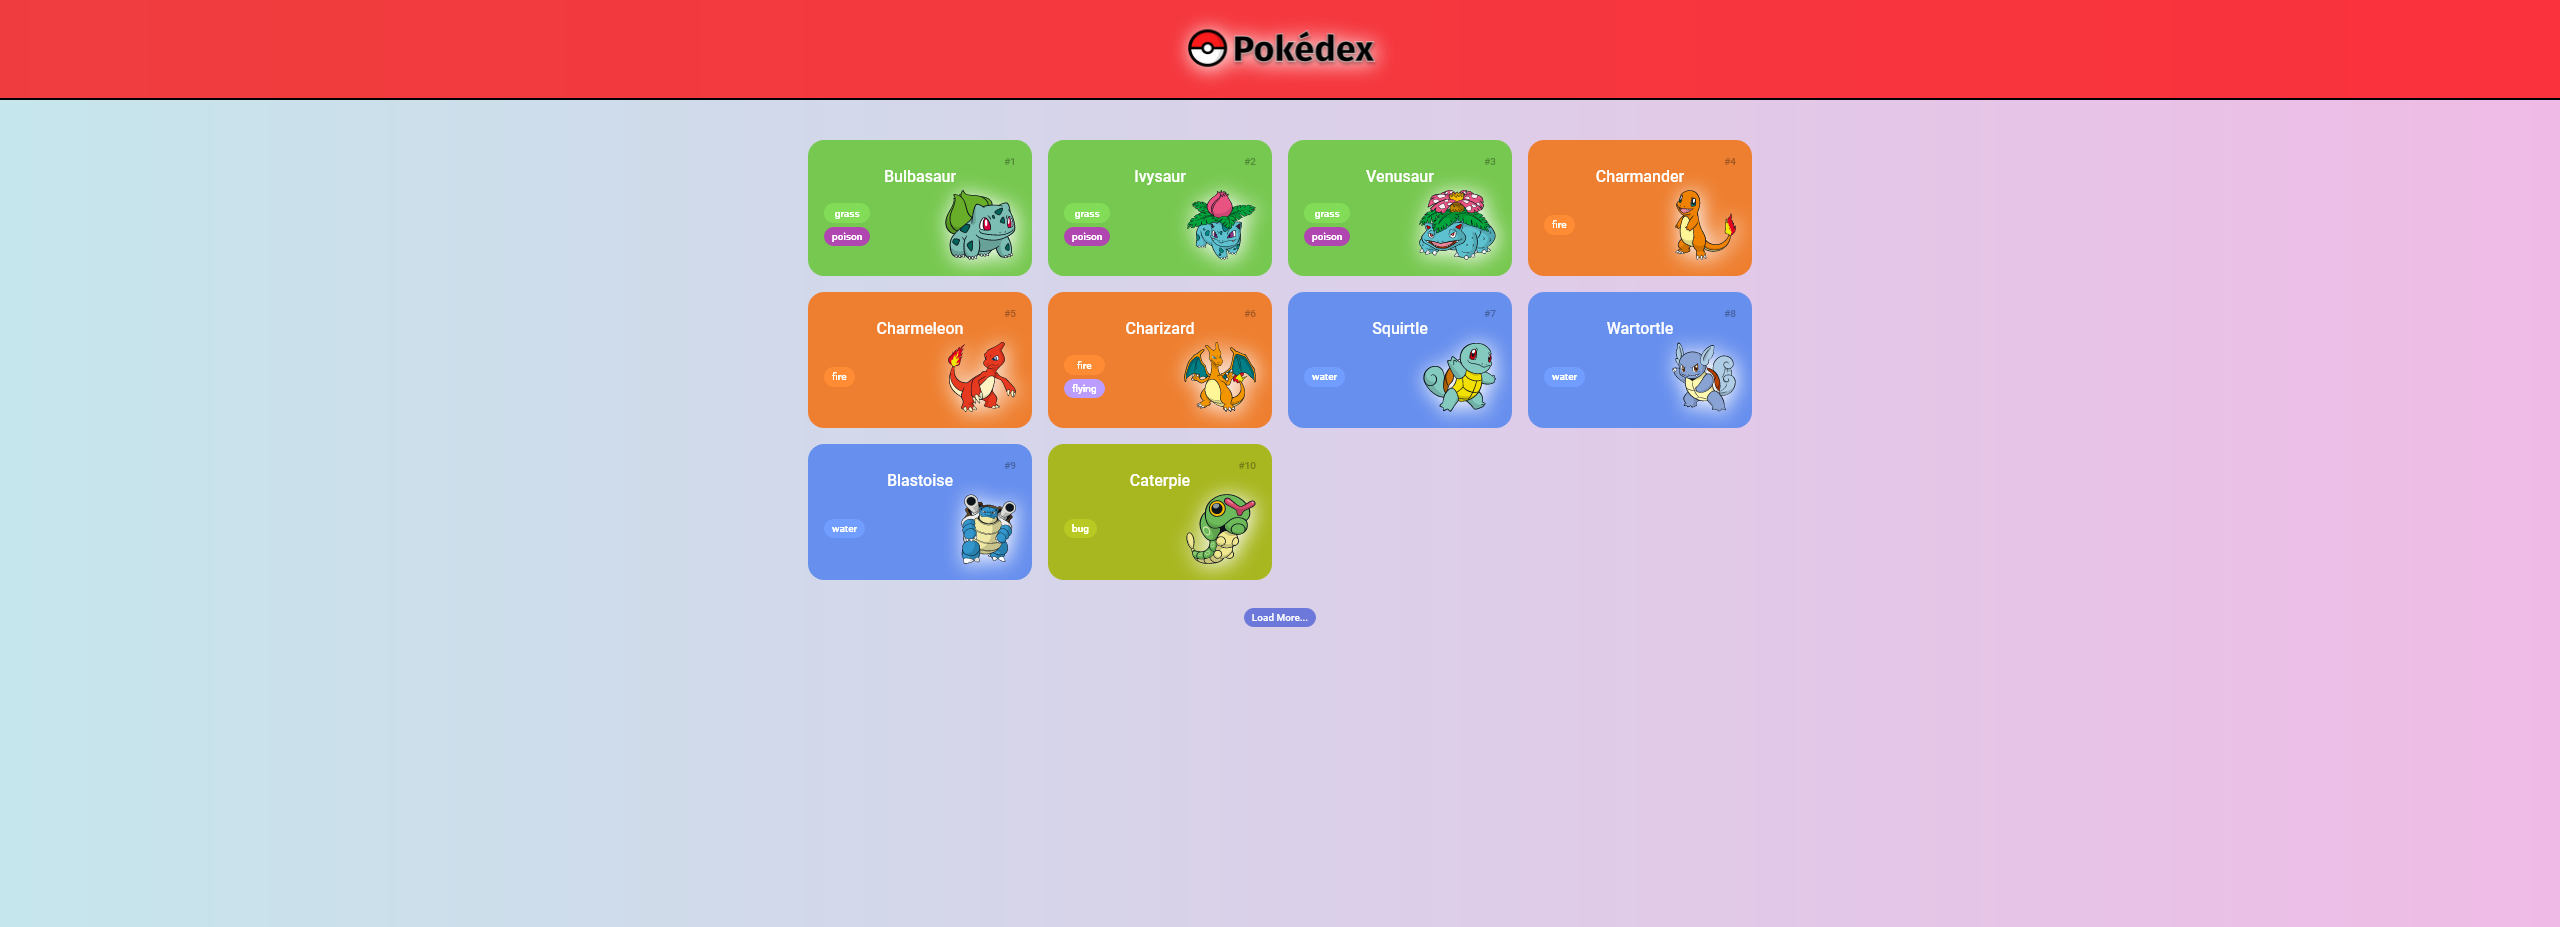 Pokédex
#1
Bulbasaur
grass
poison
#2
Ivysaur
grass
poison
#3
Venusaur
grass
poison
#4
Charmander
fire
#5
Charmeleon
fire
#6
Charizard
fire
flying
#7
Squirtle
water
#8
Wartortle
water
#9
Blastoise
water
#10
Caterpie
bug
Load More...